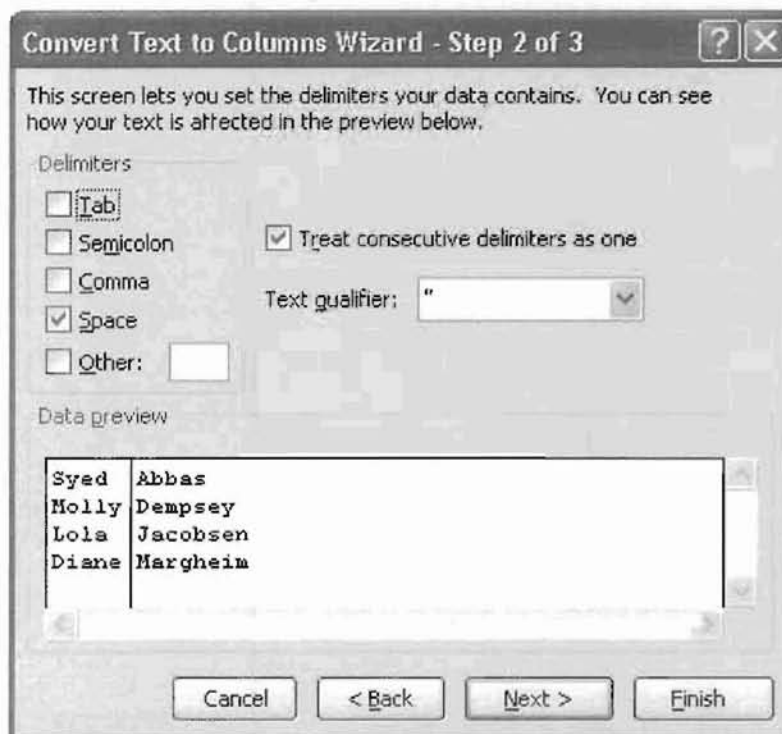 Convert Text to Columns Wizard - Step 2 of 3
This screen lets you set the delimiters your data contains. You can see
how your text is affected in the preview below.
Delimiters
Tab
Semicolon
Comma
Space
Other:
Treat consecutive delimiters as one
Text qualifier: "
Data preview
Syed Abbas
Molly Dempsey
Lola Jacobsen
Diane Margheim
Cancel < Back Next > Finish